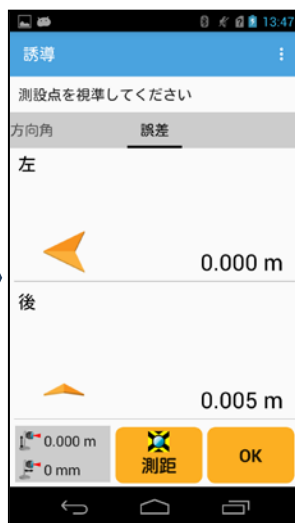 13:47
誘導
測設点を視準してください
方向角 誤差
左
0.000 m
後
0.005 m
0.000 m
0 mm
測距
OK